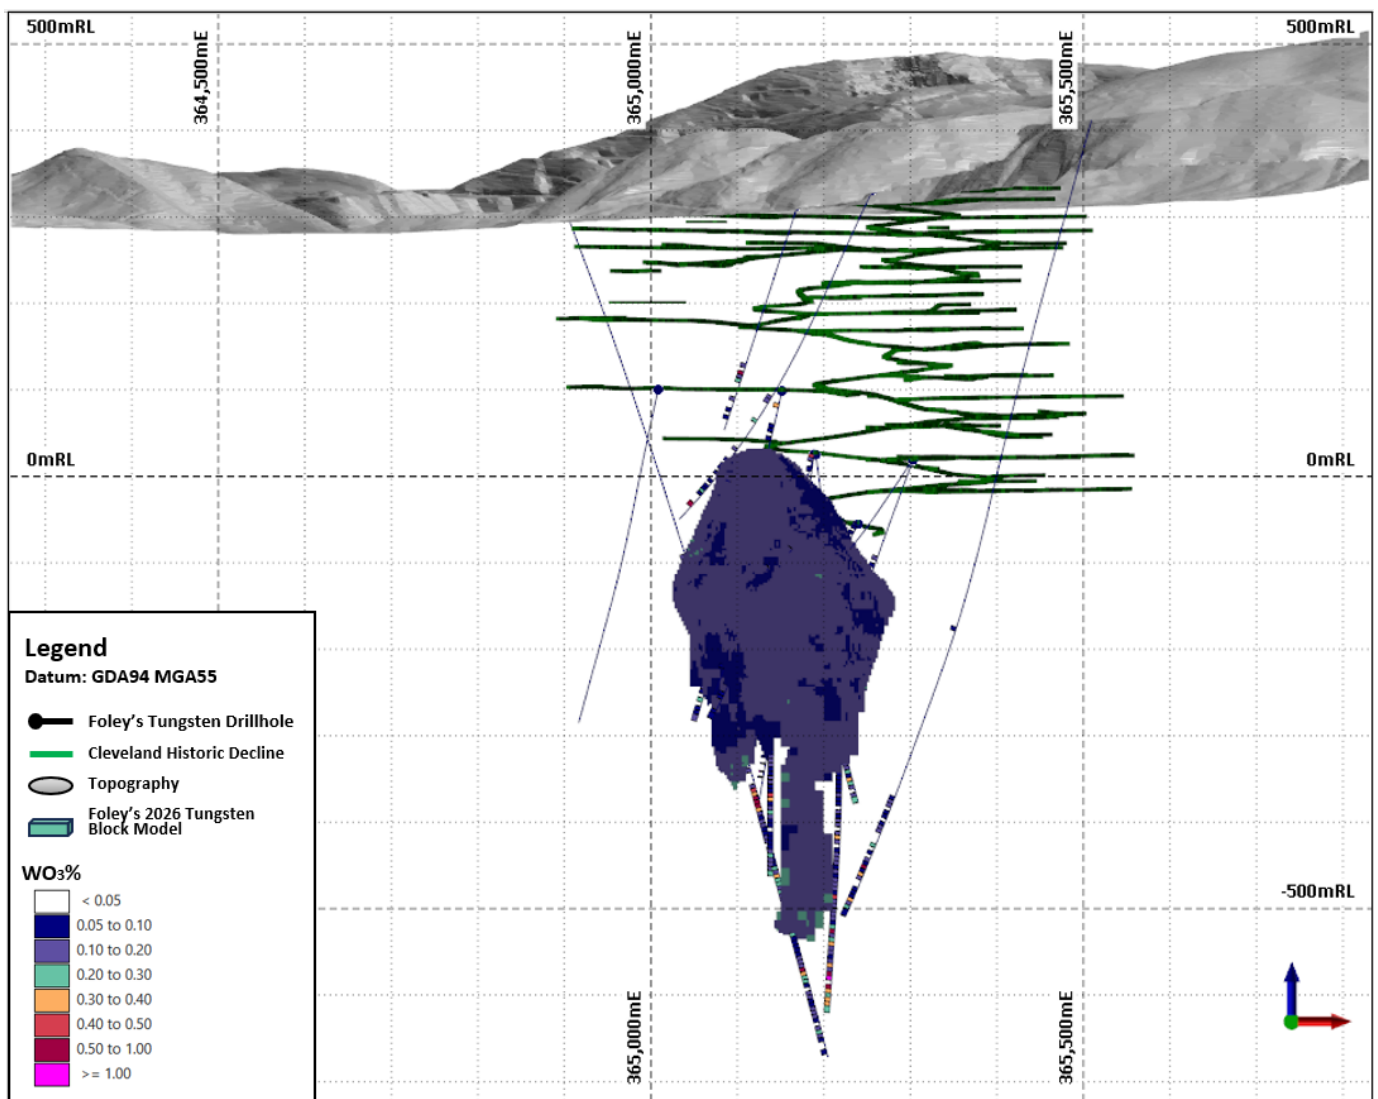 500mRL
500mRL
364,500mE
365,000mE
365,500mE
0mRL
0mRL
-500mRL
365,000mE
365,500mE
Legend
Datum: GDA94 MGA55
Foley's Tungsten Drillhole
Cleveland Historic Decline
Topography
Foley's 2026 Tungsten
Block Model
WO₃%
< 0.05
0.05 to 0.10
0.10 to 0.20
0.20 to 0.30
0.30 to 0.40
0.40 to 0.50
0.50 to 1.00
>= 1.00